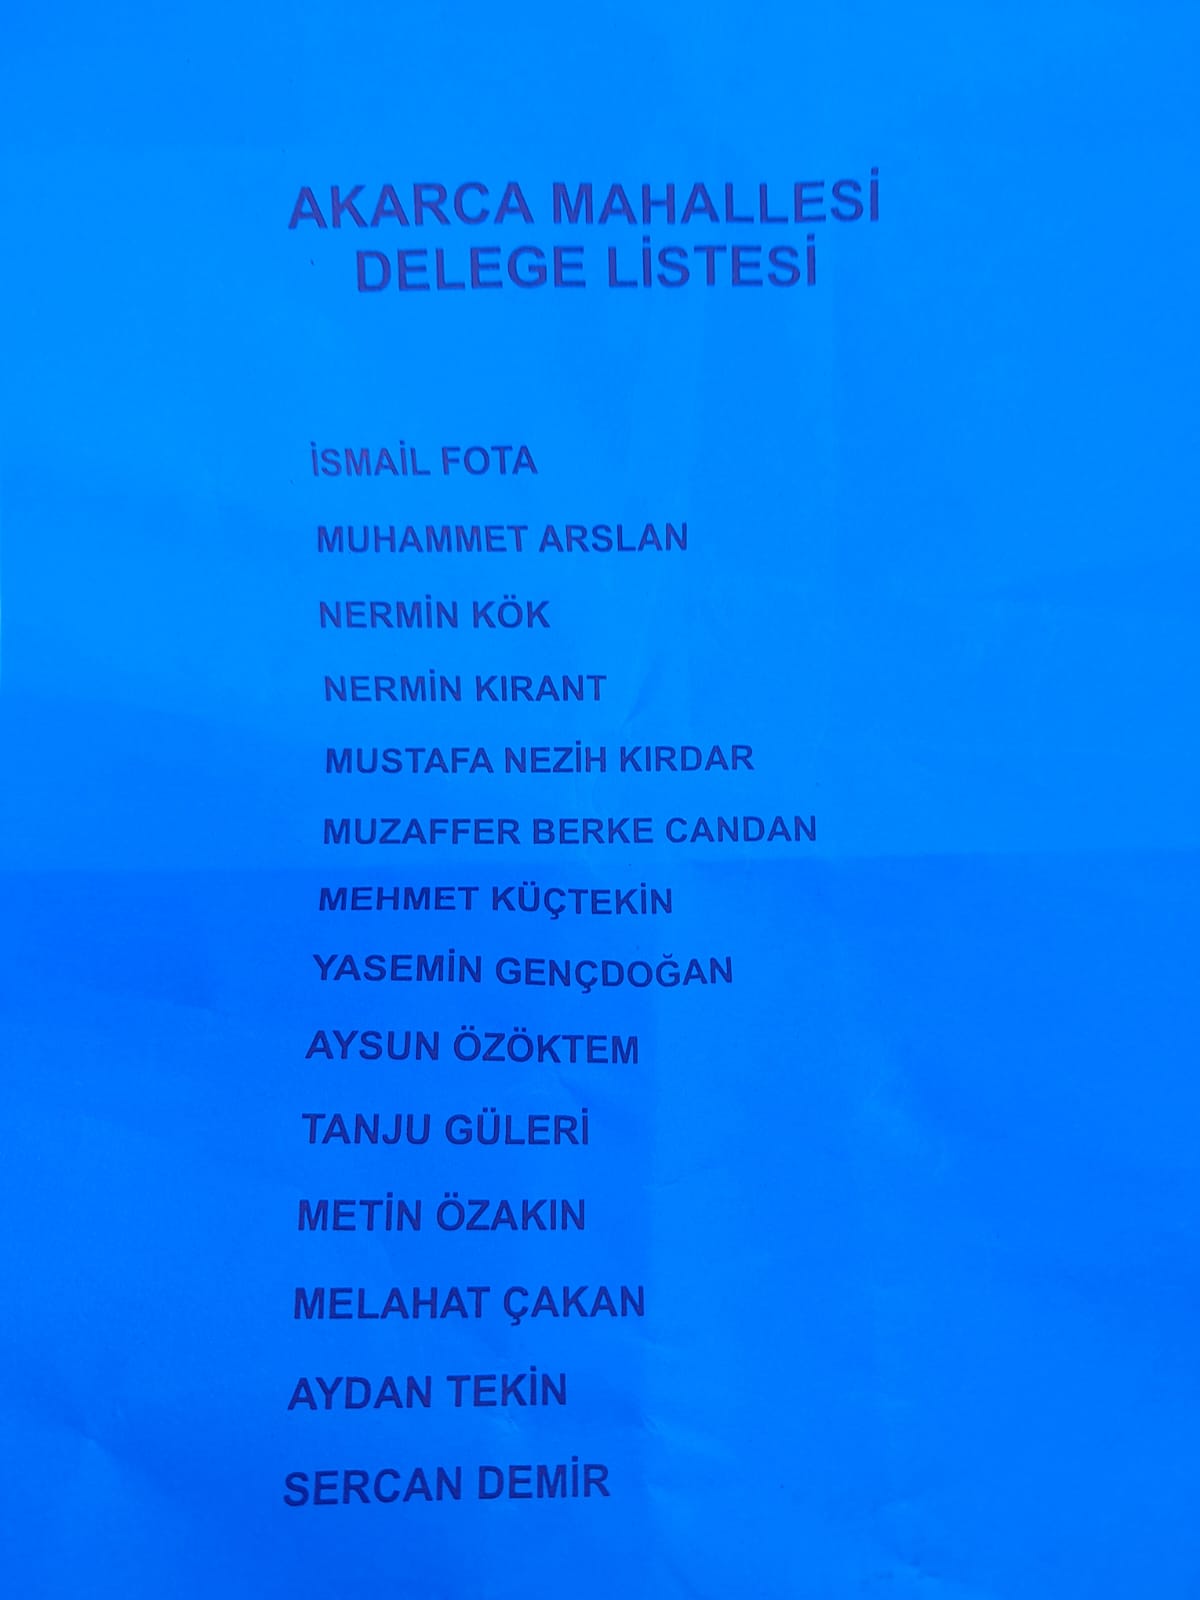 AKARCA MAHALLESİ
DELEGE LİSTESİ
İSMAİL FOTA
MUHAMMET ARSLAN
NERMİN KÖK
NERMİN KIRANT
MUSTAFA NEZİH KIRDAR
MUZAFFER BERKE CANDAN
MEHMET KÜÇTEKİN
YASEMİN GENÇDOĞAN
AYSUN ÖZÖKTEM
TANJU GÜLERİ
METİN ÖZAKIN
MELAHAT ÇAKAN
AYDAN TEKİN
SERCAN DEMİR